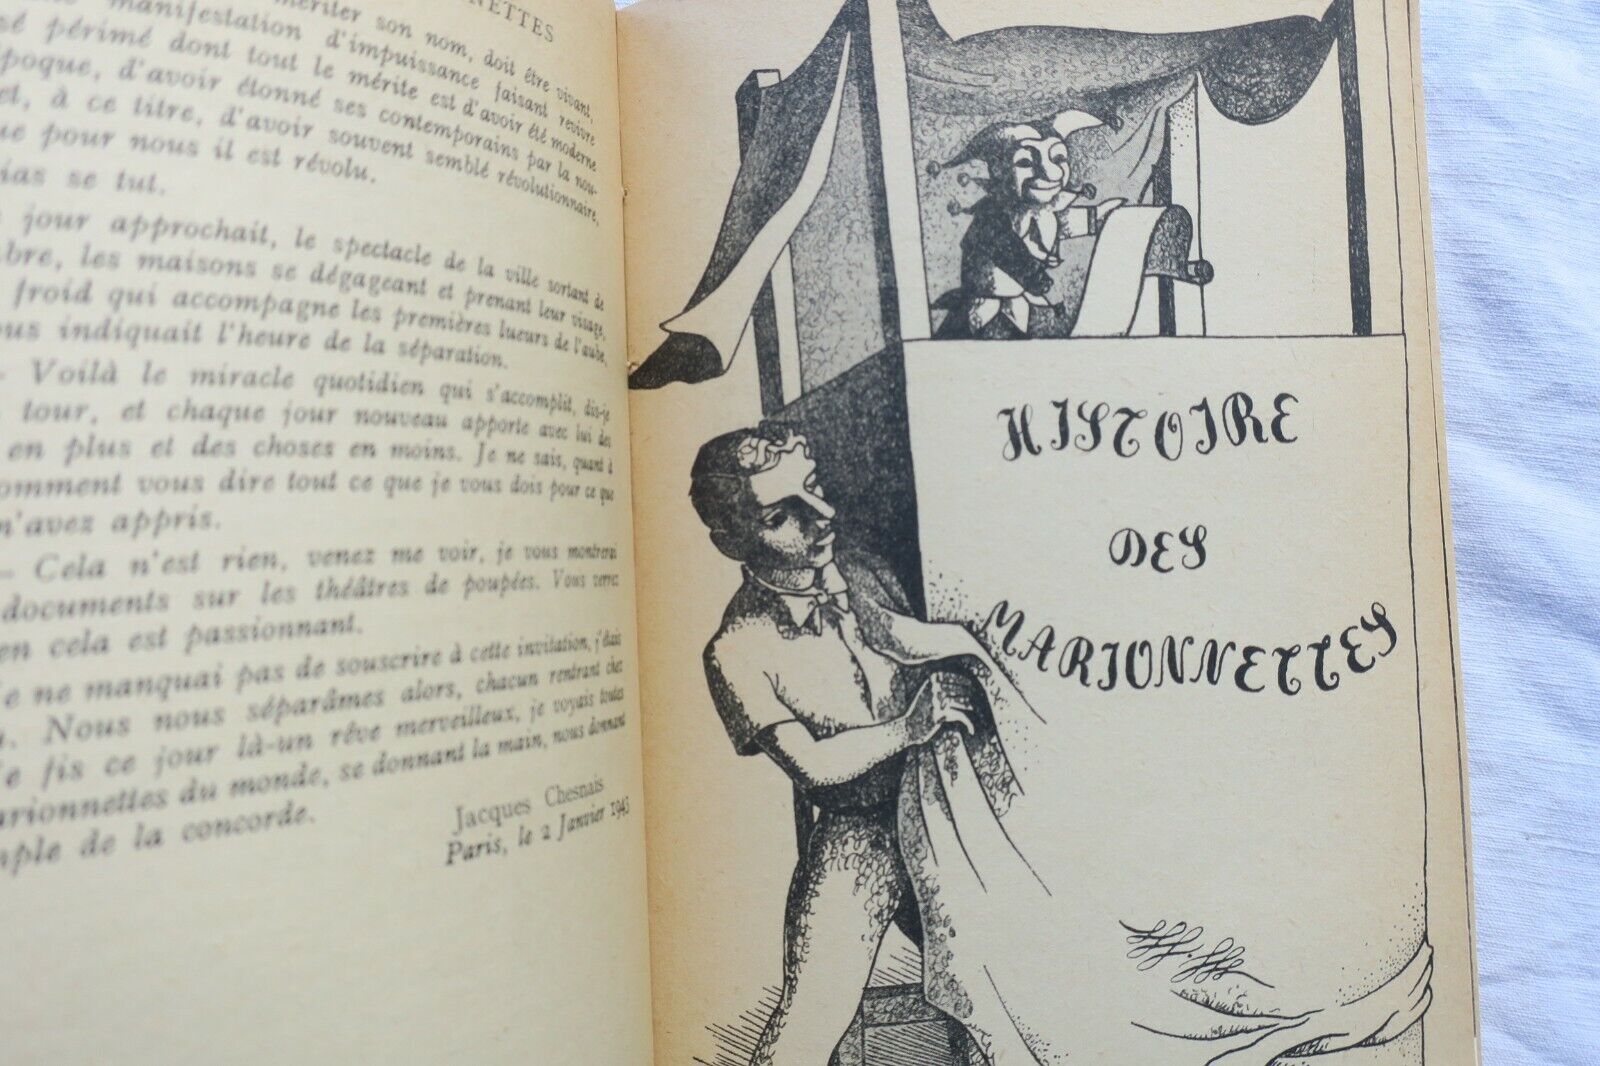 NNETTES
mériter son nom, doit être vivant,
manifestation d'impuissance faisant revivre
sé périmé dont tout le mérite est d'avoir été moderne
poque, d'avoir étonné ses contemporains par la nou-
et, à ce titre, d'avoir souvent semblé révolutionnaire,
ue pour nous il est révolu.
ias se tut.
jour approchait, le spectacle de la ville sortant de
bre, les maisons se dégageant et prenant leur visage,
froid qui accompagne les premières lueurs de l'aube,
ous indiquait l'heure de la séparation.
— Voilà le miracle quotidien qui s'accomplit, dis-je
tour, et chaque jour nouveau apporte avec lui des
en plus et des choses en moins. Je ne sais, quant à
omment vous dire tout ce que je vous dois pour ce que
m'avez appris.
— Cela n'est rien, venez me voir, je vous montrerai
documents sur les théâtres de poupées. Vous verrez
en cela est passionnant.
Je ne manquai pas de souscrire à cette invitation, j'étais
Nous nous séparâmes alors, chacun rentrant chez
Je fis ce jour là-un rêve merveilleux, je voyais toutes
arionnettes du monde, se donnant la main, nous donnant
mple de la concorde.
Jacques Chesnais
Paris, le 2 Janvier 1943
HISTOIRE
DES
MARIONNETTES